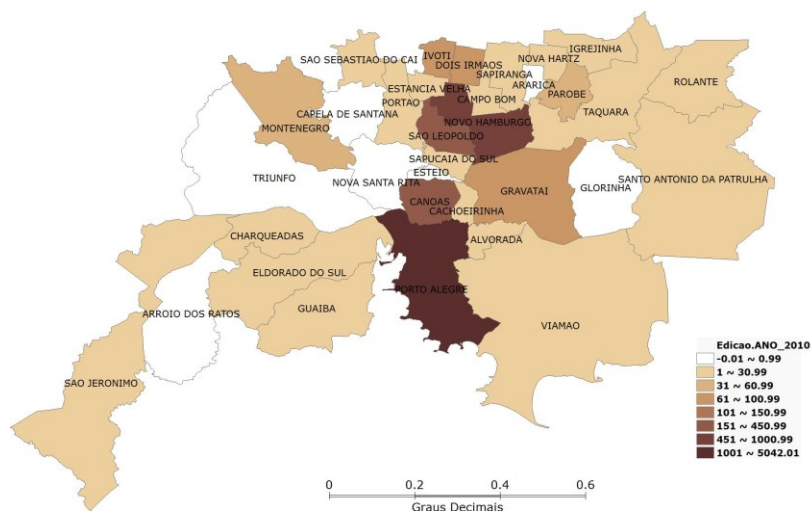 SAO SEBASTIAO DO CAI
IVOTI
DOIS IRMAOS
NOVA HARTZ
IGREJINHA
SAPIRANGA
ROLANTE
ESTANCIA VELHA
ARARICA
PAROBE
PORTAO
CAMPO BOM
CAPELA DE SANTANA
TAQUARA
NOVO HAMBURGO
MONTENEGRO
SAO LEOPOLDO
SAPUCAIA DO SUL
ESTEIO
TRIUNFO
NOVA SANTA RITA
GRAVATAI
GLORINHA
SANTO ANTONIO DA PATRULHA
CANOAS
CACHOEIRINHA
CHARQUEADAS
ALVORADA
ELDORADO DO SUL
PORTO ALEGRE
GUAIBA
ARROIO DOS RATOS
VIAMAO
SAO JERONIMO
Edicao.ANO_2010
-0.01 ~ 0.99
1 ~ 30.99
31 ~ 60.99
61 ~ 100.99
101 ~ 150.99
151 ~ 450.99
451 ~ 1000.99
1001 ~ 5042.01
0 0.2 0.4 0.6
Graus Decimais